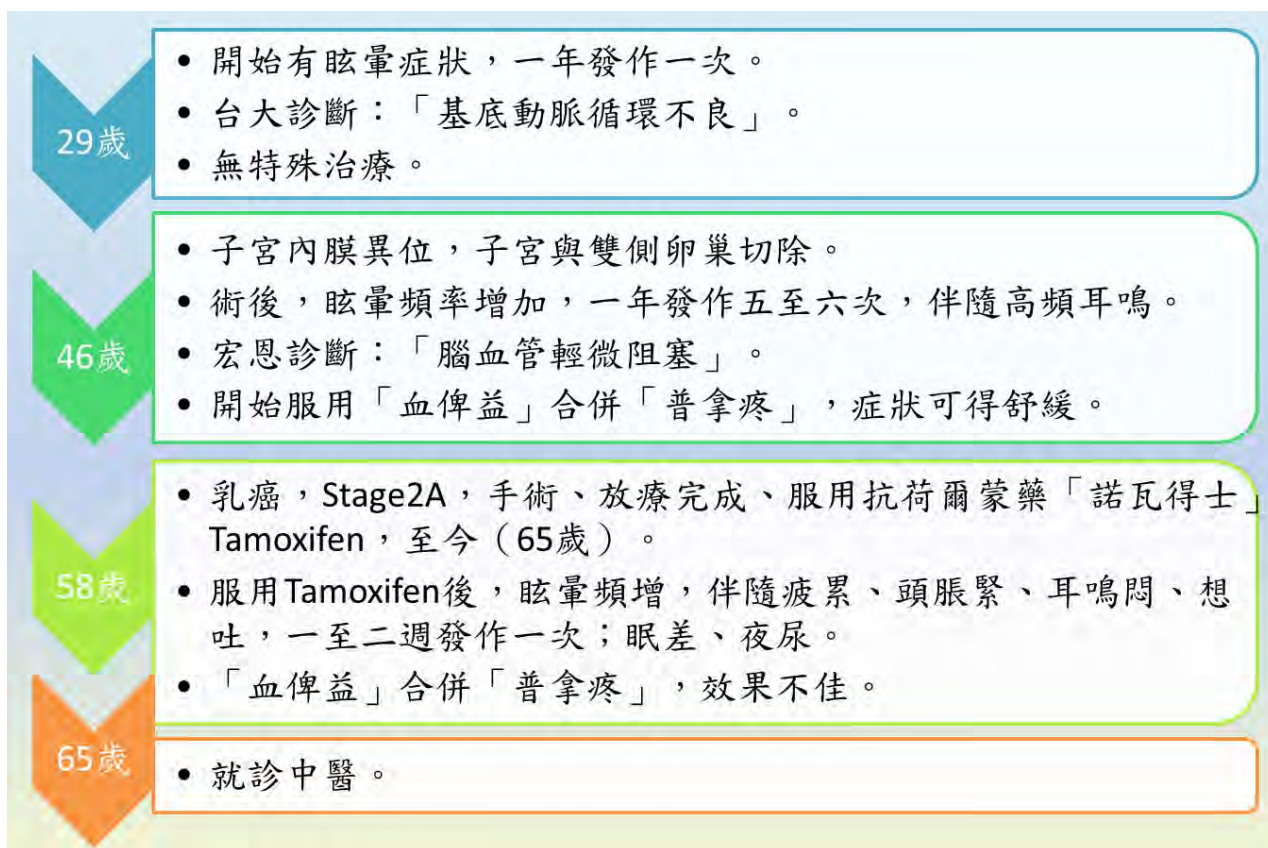 29歲
• 開始有眩暈症狀，一年發作一次。
• 台大診斷：「基底動脈循環不良」。
• 無特殊治療。
46歲
• 子宮內膜異位，子宮與雙側卵巢切除。
• 術後，眩暈頻率增加，一年發作五至六次，伴隨高頻耳鳴。
• 宏恩診斷：「腦血管輕微阻塞」。
• 開始服用「血俾益」合併「普拿疼」，症狀可得舒緩。
58歲
• 乳癌，Stage2A，手術、放療完成、服用抗荷爾蒙藥「諾瓦得士」
Tamoxifen，至今（65歲）。
• 服用Tamoxifen後，眩暈頻增，伴隨疲累、頭脹緊、耳鳴悶、想
吐，一至二週發作一次；眠差、夜尿。
• 「血俾益」合併「普拿疼」，效果不佳。
65歲
• 就診中醫。